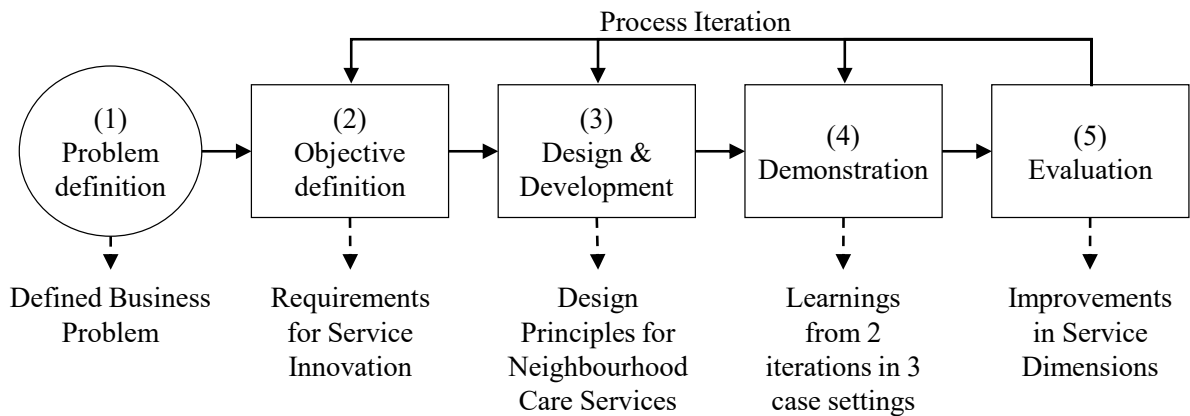 Process Iteration
(1)
Problem
definition
(2)
Objective
definition
(3)
Design &
Development
(4)
Demonstration
(5)
Evaluation
Defined Business
Problem
Requirements
for Service
Innovation
Design
Principles for
Neighbourhood
Care Services
Learnings
from 2
iterations in 3
case settings
Improvements
in Service
Dimensions